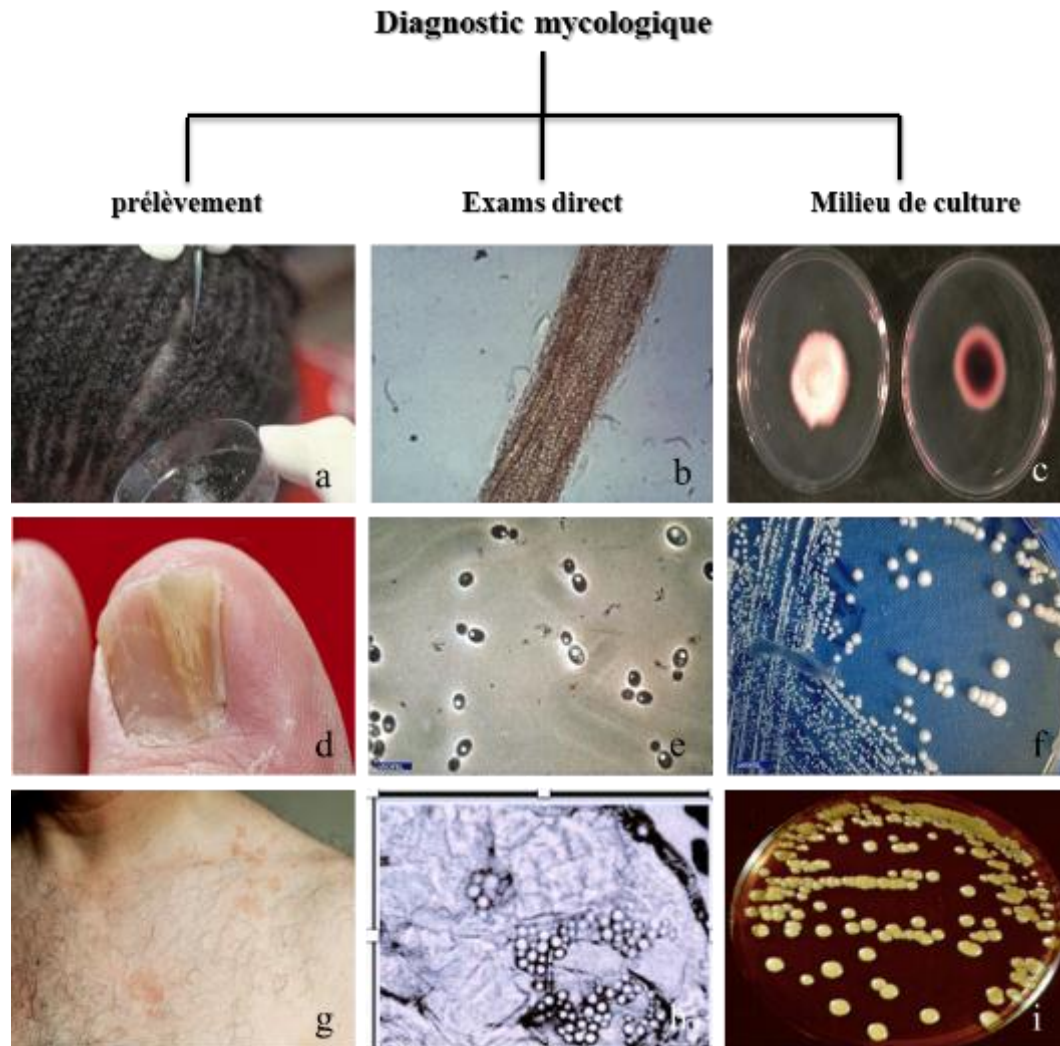 Diagnostic mycologique
prélèvement Exams direct Milieu de culture
a b c
d e f
g h i